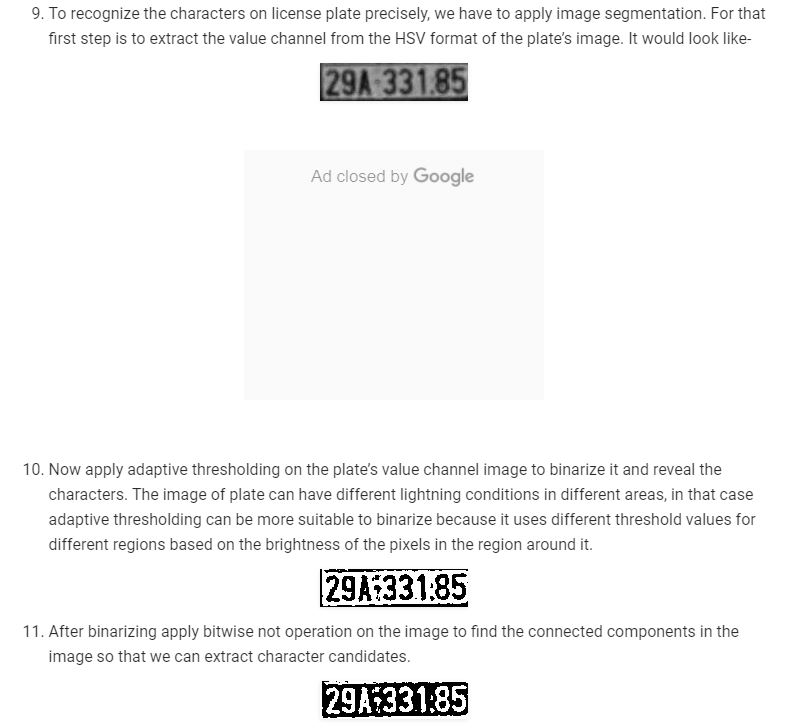 9. To recognize the characters on license plate precisely, we have to apply image segmentation. For that
first step is to extract the value channel from the HSV format of the plate's image. It would look like-
29A-331.85
Ad closed by Google
10. Now apply adaptive thresholding on the plate's value channel image to binarize it and reveal the
characters. The image of plate can have different lightning conditions in different areas, in that case
adaptive thresholding can be more suitable to binarize because it uses different threshold values for
different regions based on the brightness of the pixels in the region around it.
29A-331.85
11. After binarizing apply bitwise not operation on the image to find the connected components in the
image so that we can extract character candidates.
29A-331.85